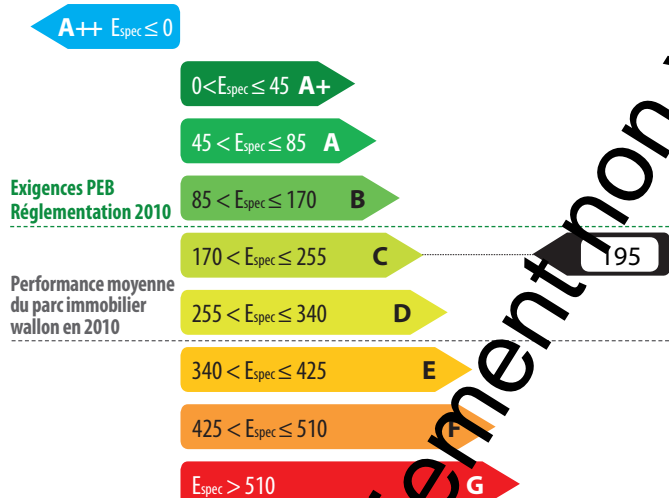 A++ Espec ≤ 0
0<Espec ≤ 45 A+
45 < Espec ≤ 85 A
Exigences PEB
Réglementation 2010
85 < Espec ≤ 170 B
170 < Espec ≤ 255 C
195
Performance moyenne
du parc immobilier
wallon en 2010
255 < Espec ≤ 340 D
340 < Espec ≤ 425 E
425 < Espec ≤ 510 F
Espec > 510 G
ement non